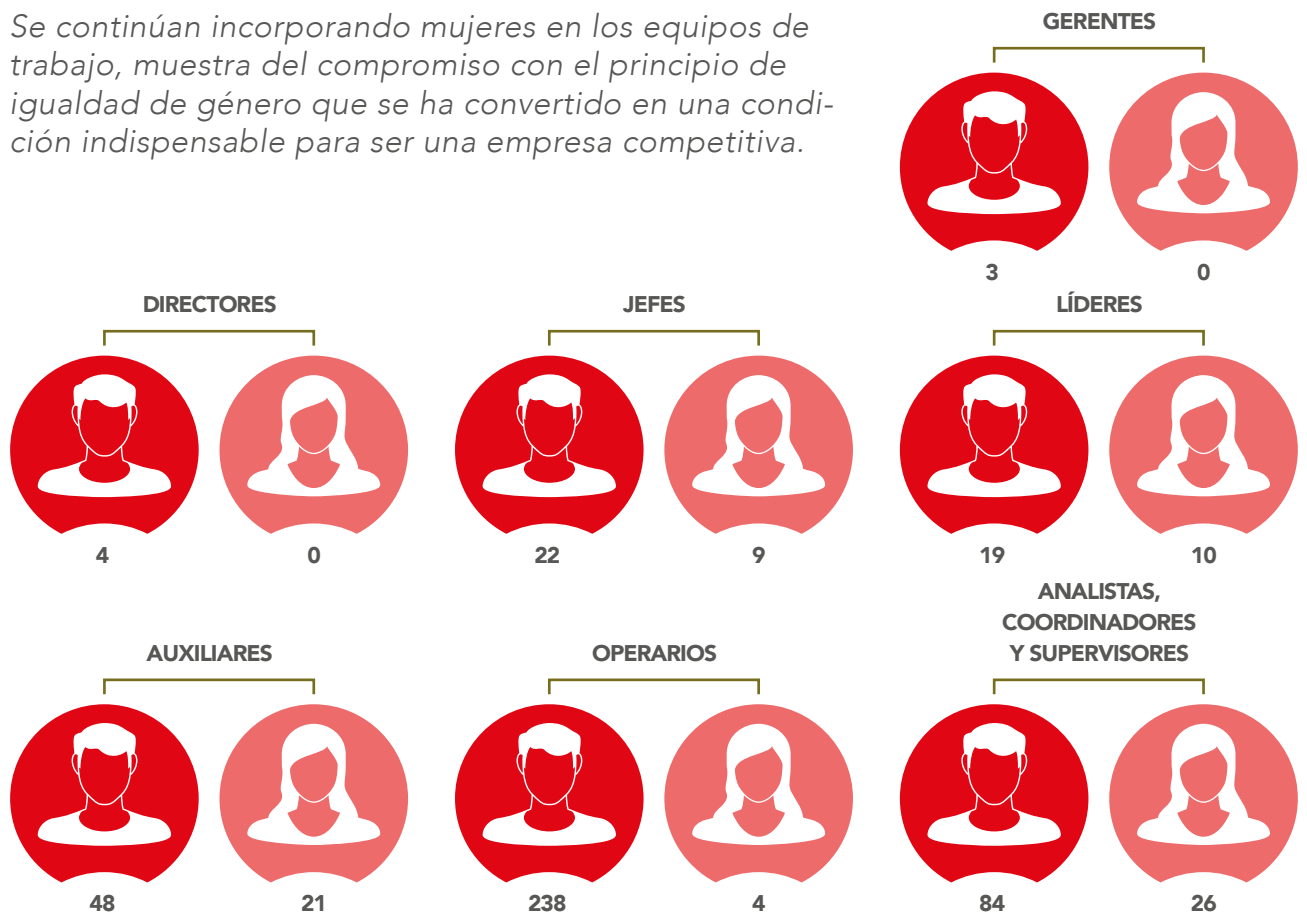 Se continúan incorporando mujeres en los equipos de
trabajo, muestra del compromiso con el principio de
igualdad de género que se ha convertido en una condi-
ción indispensable para ser una empresa competitiva.
GERENTES
3 0
DIRECTORES
4 0
JEFES
22 9
LÍDERES
19 10
AUXILIARES
48 21
OPERARIOS
238 4
ANALISTAS,
COORDINADORES
Y SUPERVISORES
84 26